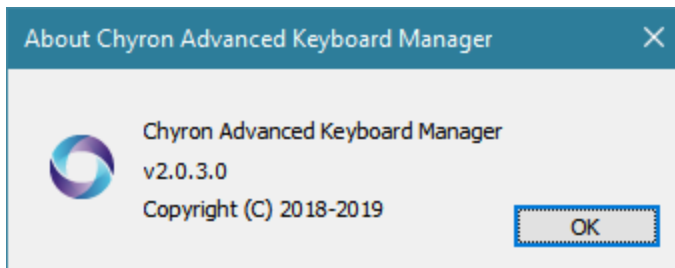 About Chyron Advanced Keyboard Manager
Chyron Advanced Keyboard Manager
v2.0.3.0
Copyright (C) 2018-2019
OK